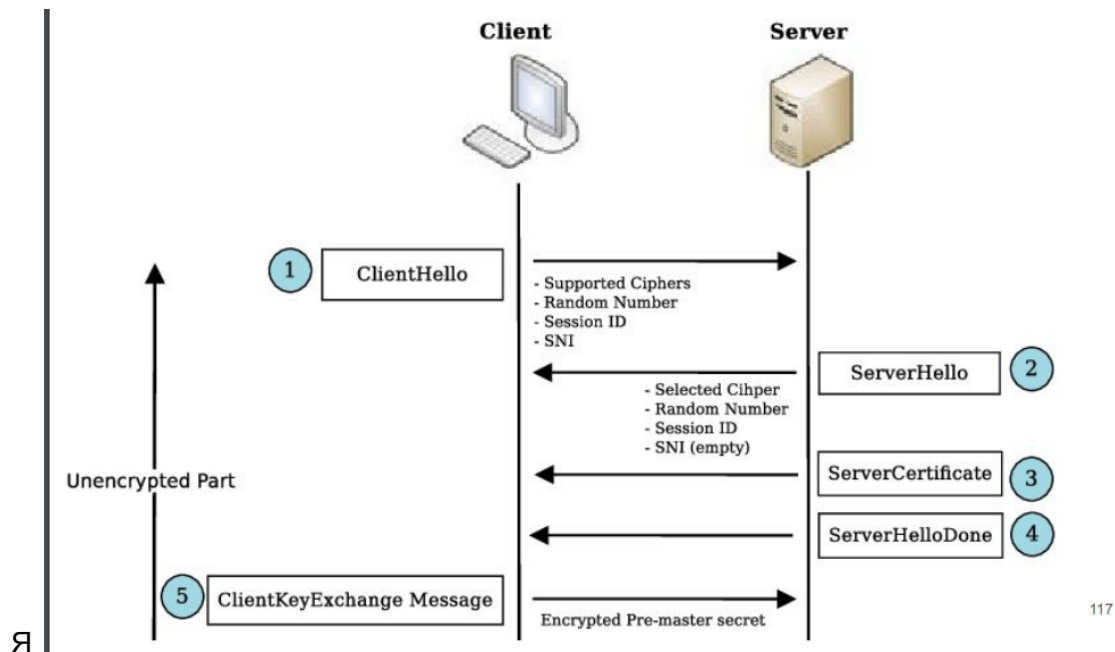 Client
Server
1
ClientHello
- Supported Ciphers
- Random Number
- Session ID
- SNI
ServerHello
2
- Selected Cihper
- Random Number
- Session ID
- SNI (empty)
Unencrypted Part
ServerCertificate
3
ServerHelloDone
4
5
ClientKeyExchange Message
Encrypted Pre-master secret
117
Я